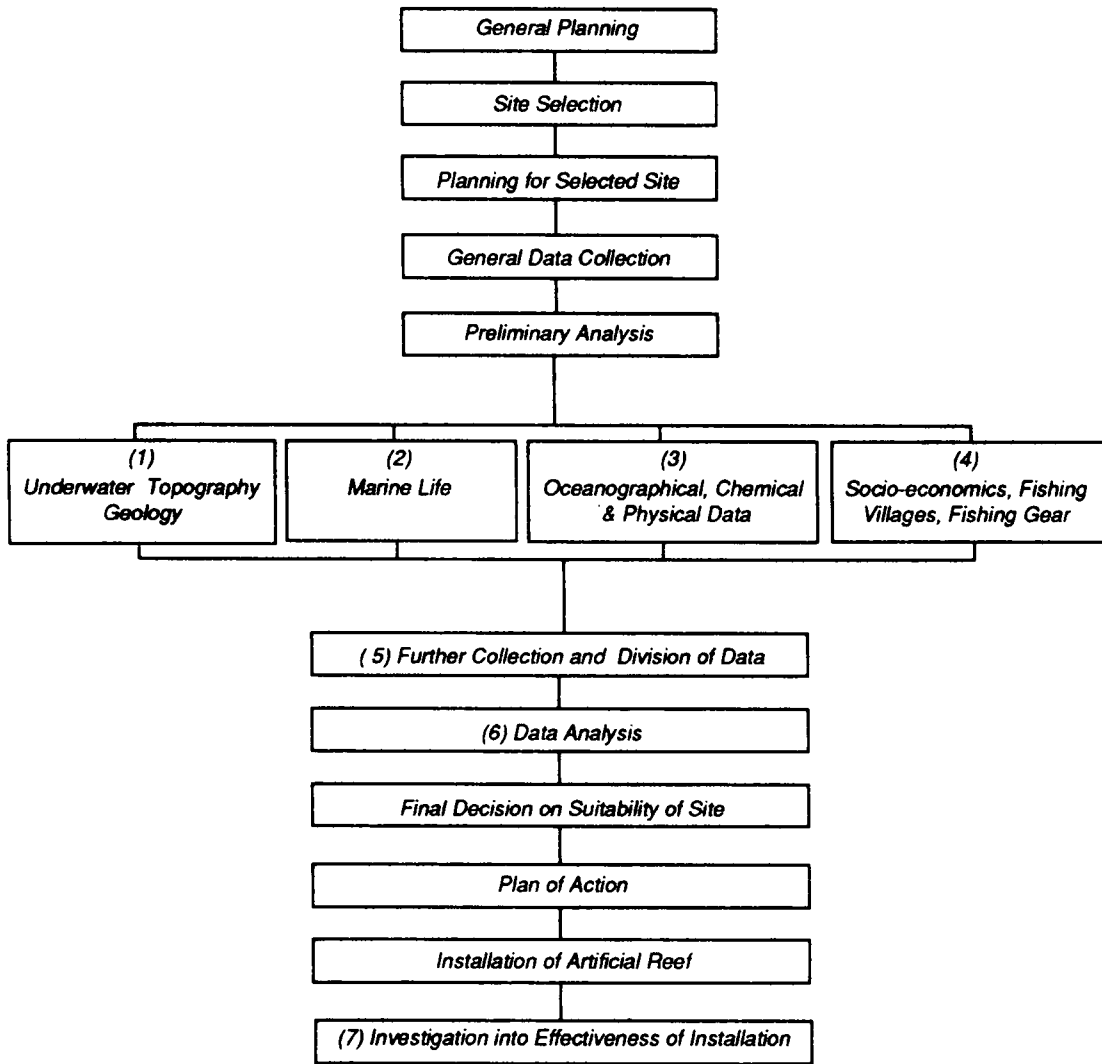 General Planning
Site Selection
Planning for Selected Site
General Data Collection
Preliminary Analysis
(1)
Underwater Topography
Geology
(2)
Marine Life
(3)
Oceanographical, Chemical
& Physical Data
(4)
Socio-economics, Fishing
Villages, Fishing Gear
( 5) Further Collection and Division of Data
(6) Data Analysis
Final Decision on Suitability of Site
Plan of Action
Installation of Artificial Reef
(7) Investigation into Effectiveness of Installation